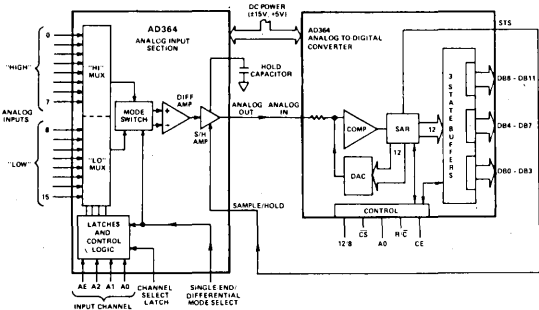 AD364
ANALOG INPUT
SECTION
DC POWER
(±15V, +5V)
AD364
ANALOG TO DIGITAL
CONVERTER
STS
0
"HIGH"
7
ANALOG
INPUTS
8
"LOW"
15
"HI"
MUX
"LO"
MUX
MODE
SWITCH
DIFF
AMP
S/H
AMP
HOLD
CAPACITOR
ANALOG
OUT
ANALOG
IN
COMP
SAR
12
12
DAC
3
STATE
BUFFERS
DB8 - DB11
DB4 - DB7
DB0 - DB3
SAMPLE/HOLD
CONTROL
12/8
CS
A0
R/C
CE
LATCHES
AND
CONTROL
LOGIC
AE A2 A1 A0
INPUT CHANNEL
CHANNEL
SELECT
LATCH
SINGLE END/
DIFFERENTIAL
MODE SELECT